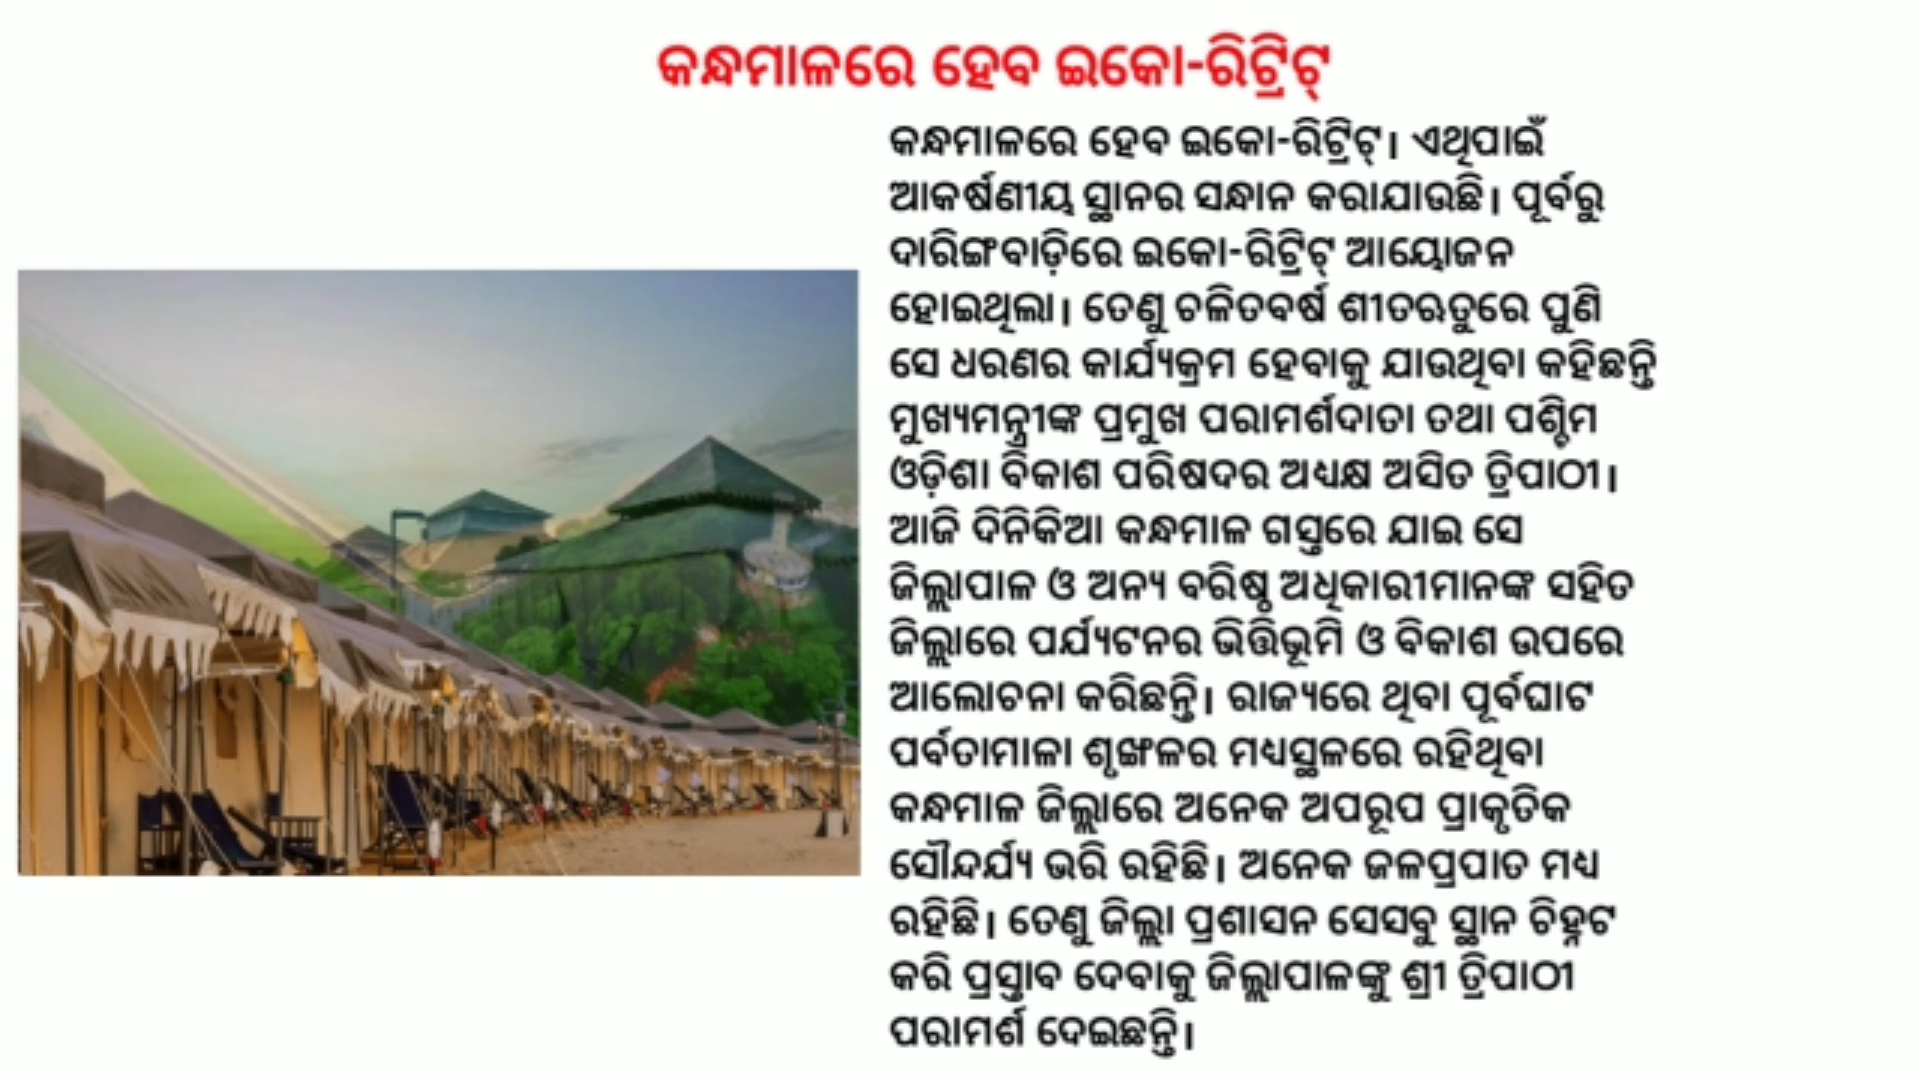 କନ୍ଧମାଳରେ ହେବ ଇକୋ-ରିଟ୍ରିଟ୍
କନ୍ଧମାଳରେ ହେବ ଇକୋ-ରିଟ୍ରିଟ୍। ଏଥିପାଇଁ
ଆକର୍ଷଣୀୟ ସ୍ଥାନର ସନ୍ଧାନ କରାଯାଉଛି। ପୂର୍ବରୁ
ଦାରିଙ୍ଗବାଡ଼ିରେ ଇକୋ-ରିଟ୍ରିଟ୍ ଆୟୋଜନ
ହୋଇଥିଲା। ତେଣୁ ଚଳିତବର୍ଷ ଶୀତଋତୁରେ ପୁଣି
ସେ ଧରଣର କାର୍ଯ୍ୟକ୍ରମ ହେବାକୁ ଯାଉଥିବା କହିଛନ୍ତି
ମୁଖ୍ୟମନ୍ତ୍ରୀଙ୍କ ପ୍ରମୁଖ ପରାମର୍ଶଦାତା ତଥା ପଶ୍ଚିମ
ଓଡ଼ିଶା ବିକାଶ ପରିଷଦର ଅଧ୍ୟକ୍ଷ ଅସିତ ତ୍ରିପାଠୀ।
ଆଜି ଦିନିକିଆ କନ୍ଧମାଳ ଗସ୍ତରେ ଯାଇ ସେ
ଜିଲ୍ଲାପାଳ ଓ ଅନ୍ୟ ବରିଷ୍ଠ ଅଧିକାରୀମାନଙ୍କ ସହିତ
ଜିଲ୍ଲାରେ ପର୍ଯ୍ୟଟନର ଭିତ୍ତିଭୂମି ଓ ବିକାଶ ଉପରେ
ଆଲୋଚନା କରିଛନ୍ତି। ରାଜ୍ୟରେ ଥିବା ପୂର୍ବଘାଟ
ପର୍ବତାମାଳା ଶୃଙ୍ଖଳର ମଧ୍ୟସ୍ଥଳରେ ରହିଥିବା
କନ୍ଧମାଳ ଜିଲ୍ଲାରେ ଅନେକ ଅପରୂପ ପ୍ରାକୃତିକ
ସୌନ୍ଦର୍ଯ୍ୟ ଭରି ରହିଛି। ଅନେକ ଜଳପ୍ରପାତ ମଧ୍ୟ
ରହିଛି। ତେଣୁ ଜିଲ୍ଲା ପ୍ରଶାସନ ସେସବୁ ସ୍ଥାନ ଚିହ୍ନଟ
କରି ପ୍ରସ୍ତାବ ଦେବାକୁ ଜିଲ୍ଲାପାଳଙ୍କୁ ଶ୍ରୀ ତ୍ରିପାଠୀ
ପରାମର୍ଶ ଦେଇଛନ୍ତି।